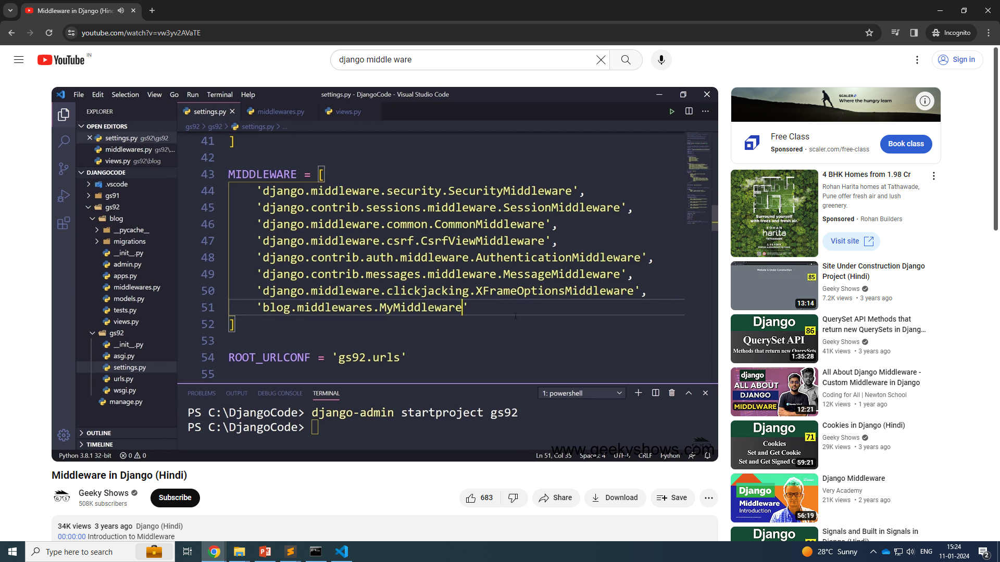 Middleware in Django (Hin
youtube.com/watch?v=vw3yv2AVaTE
Incognito
YouTube IN
django middle ware
Sign in
File Edit Selection View Go Run Terminal Help
settings.py - DjangoCode - Visual Studio Code
EXPLORER
settings.py
middlewares.py
views.py
OPEN EDITORS
gs92 > gs92 > settings.py > ...
settings.py gs92\gs92
middlewares.py gs92\...
views.py gs92\blog
DJANGOCODE
.vscode
gs91
gs92
blog
__pycache__
migrations
__init__.py
admin.py
apps.py
middlewares.py
models.py
tests.py
views.py
gs92
__init__.py
asgi.py
settings.py
urls.py
wsgi.py
manage.py
OUTLINE
TIMELINE
41 ]
42
43 MIDDLEWARE = [
44 'django.middleware.security.SecurityMiddleware',
45 'django.contrib.sessions.middleware.SessionMiddleware',
46 'django.middleware.common.CommonMiddleware',
47 'django.middleware.csrf.CsrfViewMiddleware',
48 'django.contrib.auth.middleware.AuthenticationMiddleware',
49 'django.contrib.messages.middleware.MessageMiddleware',
50 'django.middleware.clickjacking.XFrameOptionsMiddleware',
51 'blog.middlewares.MyMiddleware'
52 ]
53
54 ROOT_URLCONF = 'gs92.urls'
55
PROBLEMS OUTPUT DEBUG CONSOLE TERMINAL
1: powershell
PS C:\DjangoCode> django-admin startproject gs92
PS C:\DjangoCode>
www.geekyshows.com
Python 3.8.1 32-bit 0 0
Ln 51, Col 35 Spaces: 4 UTF-8 CRLF Python
Middleware in Django (Hindi)
Geeky Shows
508K subscribers
Subscribe
683
Share
Download
Save
34K views 3 years ago Django (Hindi)
00:00:00 Introduction to Middleware
SCALER
Where the hungry learn
Free Class
Sponsored · scaler.com/free-class
Book class
Surround yourself
with trees and fresh air.
ROHAN
harita
TATHAWADE
4 BHK Homes from 1.98 Cr
Rohan Harita homes at Tathawade,
Pune offer fresh air and lush
greenery.
Sponsored · Rohan Builders
Visit site
Website is Under Construction
85
13:14
Site Under Construction Django
Project (Hindi)
Geeky Shows
7.2K views • 3 years ago
Django
86
QuerySet API
Methods that return new QuerySets
1:35:28
QuerySet API Methods that
return new QuerySets in Djang...
Geeky Shows
41K views • 3 years ago
django
ALL ABOUT
DJANGO
MIDDLWARE
12:21
All About Django Middleware -
Custom Middleware in Django
Coding for All | Newton School
12K views • 1 year ago
Django
71
Cookies
Set and Get Cookie
Set and Get Signed C
59:21
Cookies in Django (Hindi)
Geeky Shows
29K views • 3 years ago
Django
Middleware
Introduction
56:19
Django Middleware
Very Academy
21K views • 2 years ago
Django
Signals and Built in Signals in
Django (Hindi)
Type here to search
28°C Sunny
ENG
15:24
11-01-2024
2